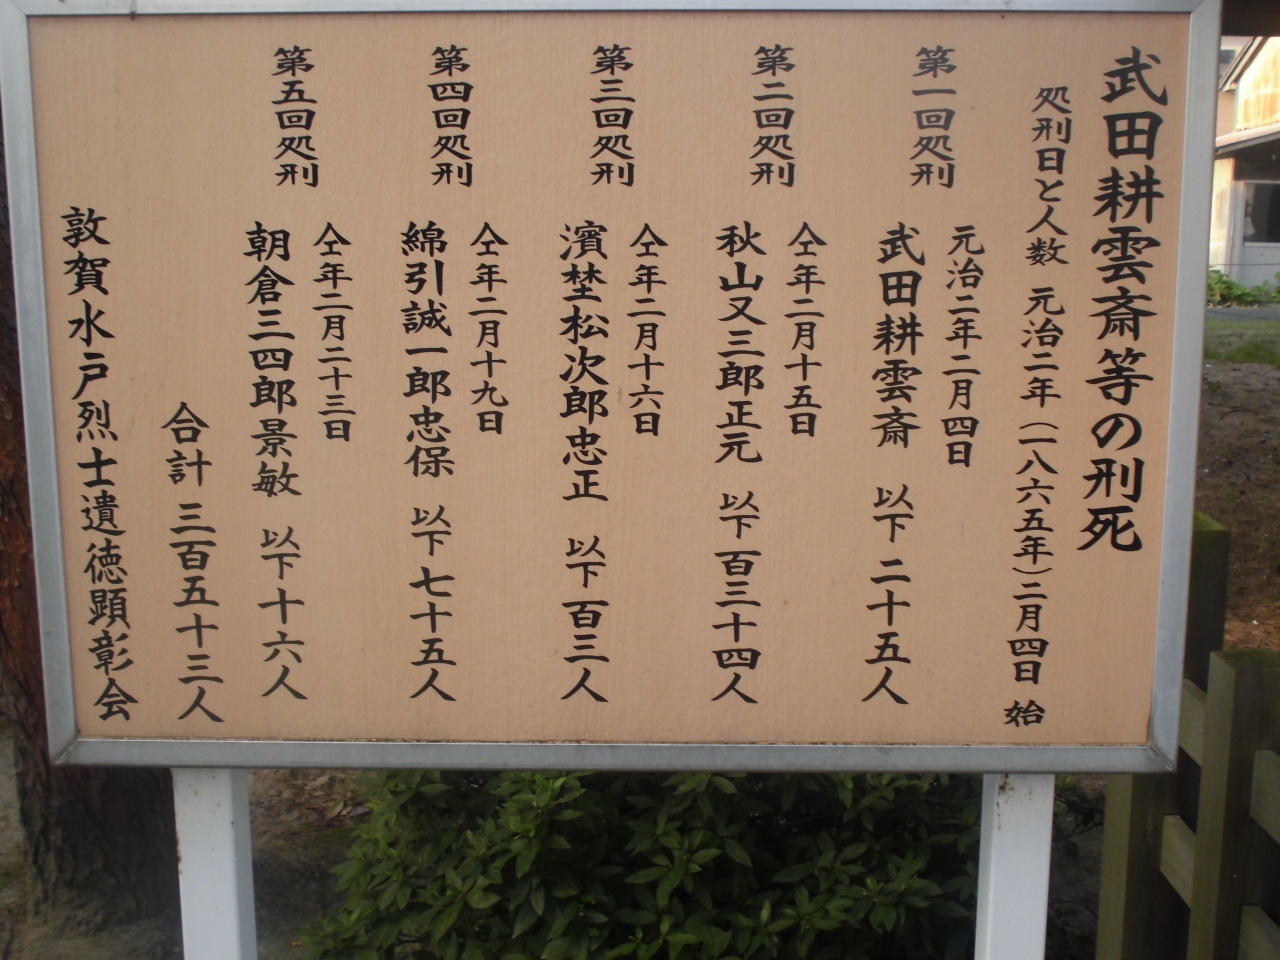 武田耕雲斎等の刑死
処刑日と人数 元治二年（一八六五年）二月四日 始
第一回処刑
元治二年二月四日
武田耕雲斎 以下 二十五人
第二回処刑
仝年二月十五日
秋山又三郎正元 以下 百三十四人
第三回処刑
仝年二月十六日
濱埜松次郎忠正 以下 百三人
第四回処刑
仝年二月十九日
綿引誠一郎忠保 以下 七十五人
第五回処刑
仝年二月二十三日
朝倉三四郎景敏 以下 十六人
合計 三百五十三人
敦賀水戸烈士遺徳顕彰会